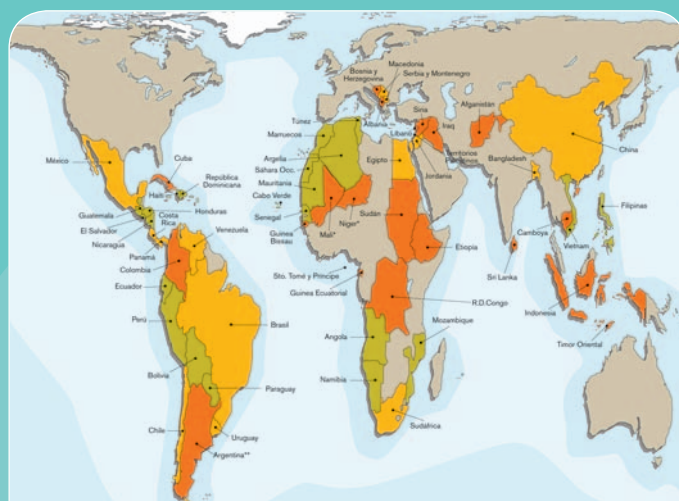 Macedonia
Bosnia y
Herzegovina
Serbia y Montenegro
Siria
Afganistán
Túnez
Albania
Líbano
Iraq
Marruecos
Argelia
Egipto
Jordania
Bangladesh
China
México
Cuba
República
Dominicana
Haití
Sáhara Occ.
Mauritania
Cabo Verde
Senegal
Guinea
Bissau
Mali*
Niger*
Sudán
Etiopía
Filipinas
Camboya
Vietnam
Guatemala
Honduras
El Salvador
Costa
Rica
Nicaragua
Venezuela
Panamá
Colombia
Sto. Tomé y Príncipe
Guinea Ecuatorial
Sri Lanka
Ecuador
R.D.Congo
Indonesia
Mozambique
Perú
Brasil
Angola
Timor Oriental
Bolivia
Namibia
Paraguay
Chile
Uruguay
Sudáfrica
Argentina**